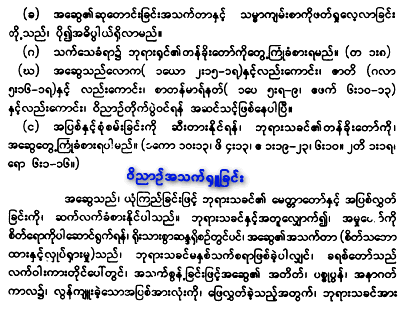 (ခ) အဆွေ၏ဆုတောင်းခြင်းအသက်တာနှင့် သမ္မာကျမ်းစာကိုဖတ်ရှုလေ့လာခြင်း
တို့သည်၊ ပို၍အဓိပ္ပါယ်ရှိလာမည်။
(ဂ) သက်သေခံရာ၌ ဘုရားရှင်၏တန်ခိုးတော်ကိုတွေ့ကြုံခံစားရမည်။ (တ ၁း၈)
(ဃ) အဆွေသည်လောက( ၁ယော ၂း၁၅-၁၇)နှင့်လည်းကောင်း၊ ဇာတိ (ဂလာ
၅း၁၆-၁၇)နှင့် လည်းကောင်း၊ စာတန်မာရ်နတ်( ၁ပေ ၅း၈-၉၊ ဧဖက် ၆း၁၀-၁၃)
နှင့်လည်းကောင်း၊ ဝိညာဉ်တိုက်ပွဲဝင်ရန် အဆင်သင့်ဖြစ်နေပါပြီ။
(င) အပြစ်နှင့်စုံစမ်းခြင်းကို ဆီးတားနိုင်ရန်၊ ဘုရားသခင်၏တန်ခိုးတော်ကို၊
အဆွေတွေ့ကြုံခံစားရပါမည်။ (၁ကော ၁၀း၁၃၊ ဖိ ၄း၁၃၊ ဧ ၁း၁၉-၂၃၊ ၆း၁၀။ ၂တိ ၁း၁၇၊
ရော ၆း၁-၁၆။)
ဝိညာဉ်အသက်ရှူခြင်း
အဆွေသည်၊ ယုံကြည်ခြင်းဖြင့် ဘုရားသခင်၏ မေတ္တာတော်နှင့် အပြစ်လွှတ်
ခြင်းကို၊ ဆက်လက်ခံစားနိုင်ပါသည်။ ဘုရားသခင်နှင့်အတူလျှောက်၍၊ အမှုပေါ်ကို
စိတ်ရောကိုပါဆောင်ရွက်ရန်၊ ရိုးသားစွာဆန္ဒရှိစဉ်တွင်ပင်၊ အဆွေ၏အသက်တာ (စိတ်သဘော
ထားနှင့်လှုပ်ရှားမှု)သည်၊ ဘုရားသခင်မနှစ်သက်စရာဖြစ်ခဲ့ပါလျှင်၊ ခရစ်တော်သည်
လက်ဝါးကားတိုင်ပေါ်တွင်၊ အသက်စွန့်ခြင်းဖြင့်အဆွေ၏ အတိတ်၊ ပစ္စုပ္ပန်၊ အနာဂတ်
ကာလ၌၊ လွန်ကျူးခဲ့သောအပြစ်အားလုံးကို၊ ဖြေလွှတ်ခဲ့သည့်အတွက်၊ ဘုရားသခင်အား